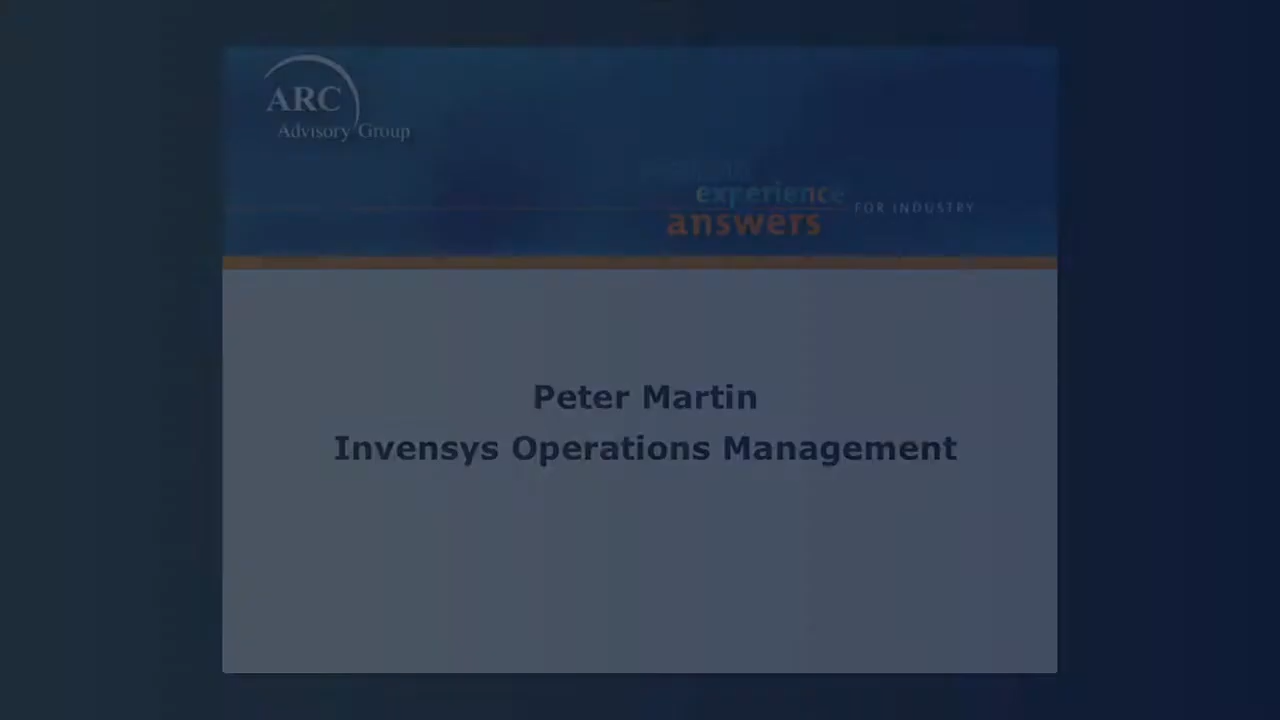 ARC
Advisory Group
experience
FOR INDUSTRY
answers
Peter Martin
Invensys Operations Management